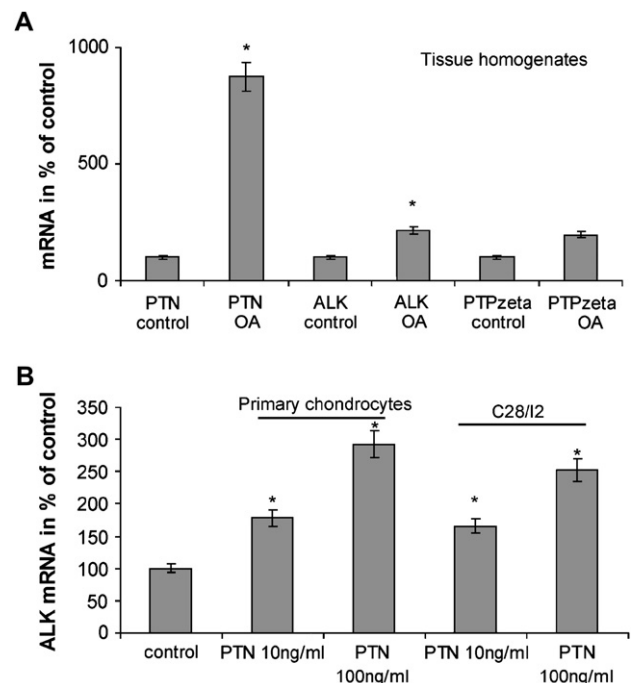 A
mRNA in % of control
1000
500
0
*
*
Tissue homogenates
PTN
control
PTN
OA
ALK
control
ALK
OA
PTPzeta
control
PTPzeta
OA
B
ALK mRNA in % of control
350
300
250
200
150
100
50
0
Primary chondrocytes
C28/I2
*
*
*
*
control
PTN 10ng/ml
PTN
100ng/ml
PTN 10ng/ml
PTN
100ng/ml